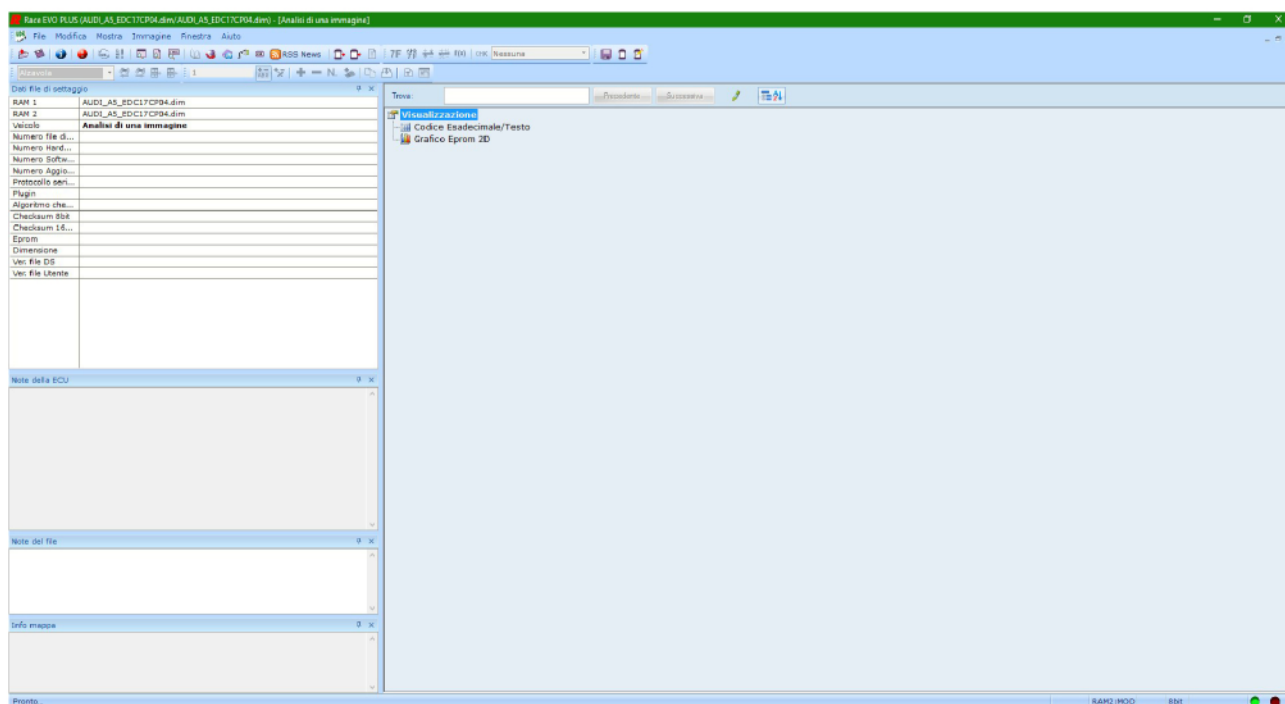 Race EVO PLUS (AUDI_A5_EDC17CP04.dim/AUDI_A5_EDC17CP04.dim) - [Analisi di una immagine]
File Modifica Mostra Immagine Finestra Aiuto
RSS News Nessuna
1
Dati file di settaggio
Trova: Precedente Successiva
RAM 1 AUDI_A5_EDC17CP04.dim
RAM 2 AUDI_A5_EDC17CP04.dim
Veicolo Analisi di una immagine
Numero file di...
Numero Hard...
Numero Softw...
Numero Aggio...
Protocollo seri...
Plugin
Algoritmo che...
Checksum 8bit
Checksum 16...
Eprom
Dimensione
Ver. file DS
Ver. file Utente
Visualizzazione
Codice Esadecimale/Testo
Grafico Eprom 2D
Note della ECU
Note del file
Info mappa
Pronto... RAM2:MOD 8bit